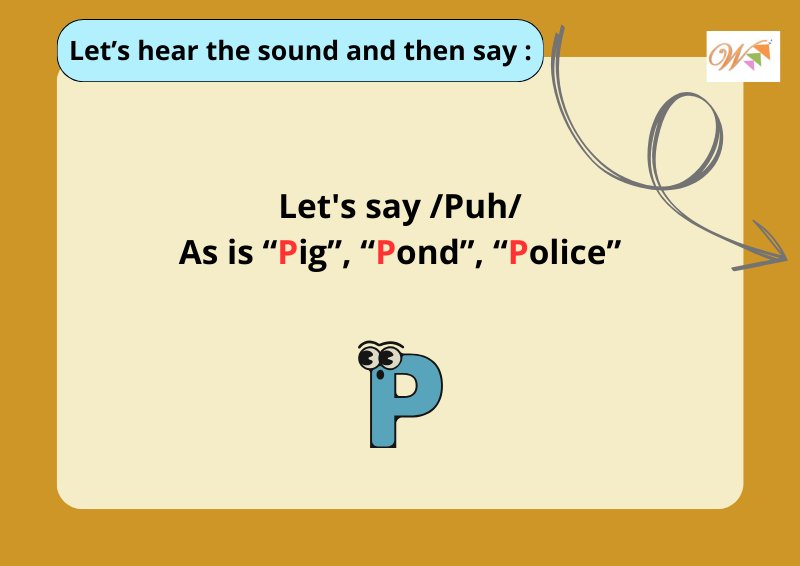 Let’s hear the sound and then say :
W
Let's say /Puh/
As is “Pig”, “Pond”, “Police”
P